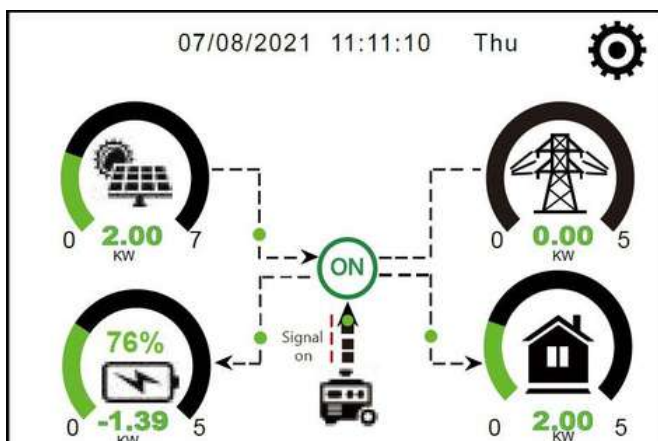 07/08/2021 11:11:10 Thu
0 2.00 7
KW
0 0.00 5
KW
ON
Signal
on
76%
0 -1.39 5
KW
0 2.00 5
KW